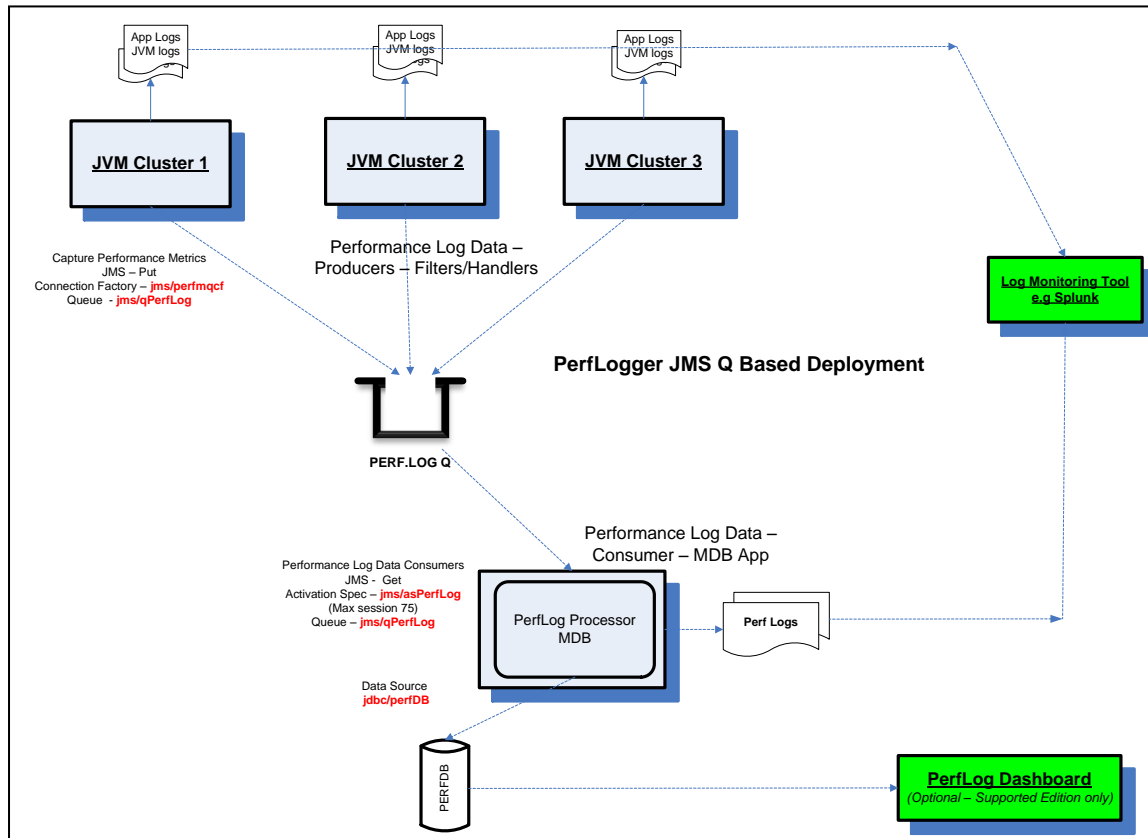 App Logs
JVM logs
gs
App Logs
JVM logs
logs
App Logs
JVM logs
logs
JVM Cluster 1
JVM Cluster 2
JVM Cluster 3
Capture Performance Metrics
JMS – Put
Connection Factory – jms/perfmqcf
Queue - jms/qPerfLog
Performance Log Data –
Producers – Filters/Handlers
Log Monitoring Tool
e.g Splunk
PerfLogger JMS Q Based Deployment
PERF.LOG Q
Performance Log Data –
Consumer – MDB App
Performance Log Data Consumers
JMS - Get
Activation Spec – jms/asPerfLog
(Max session 75)
Queue – jms/qPerfLog
PerfLog Processor
MDB
Perf Logs
Data Source
jdbc/perfDB
PERFDB
PerfLog Dashboard
(Optional – Supported Edition only)